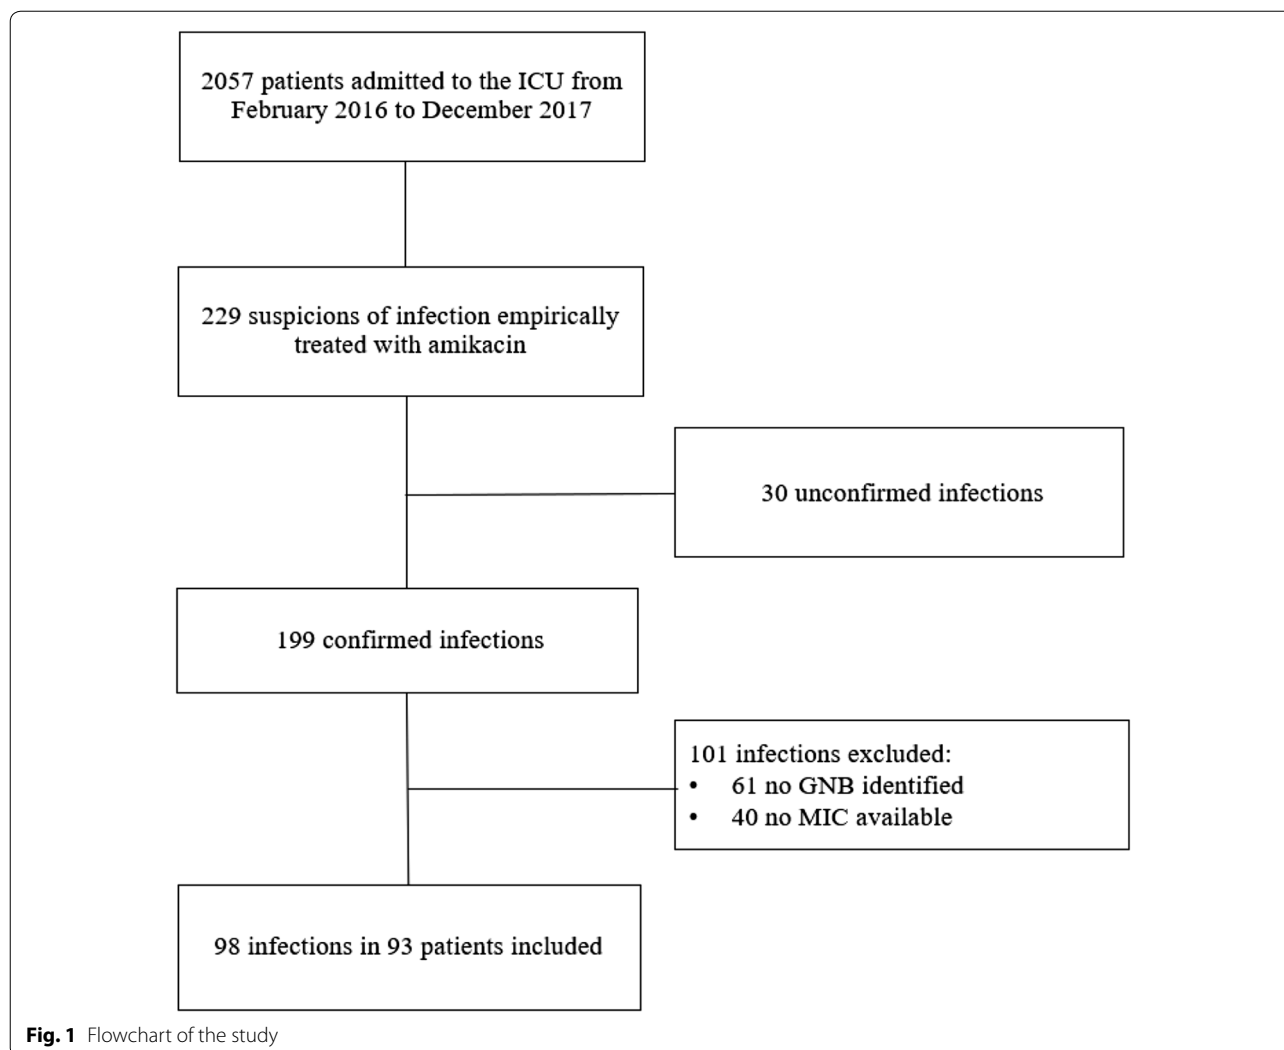 2057 patients admitted to the ICU from
February 2016 to December 2017
229 suspicions of infection empirically
treated with amikacin
30 unconfirmed infections
199 confirmed infections
101 infections excluded:
• 61 no GNB identified
• 40 no MIC available
98 infections in 93 patients included
Fig. 1 Flowchart of the study